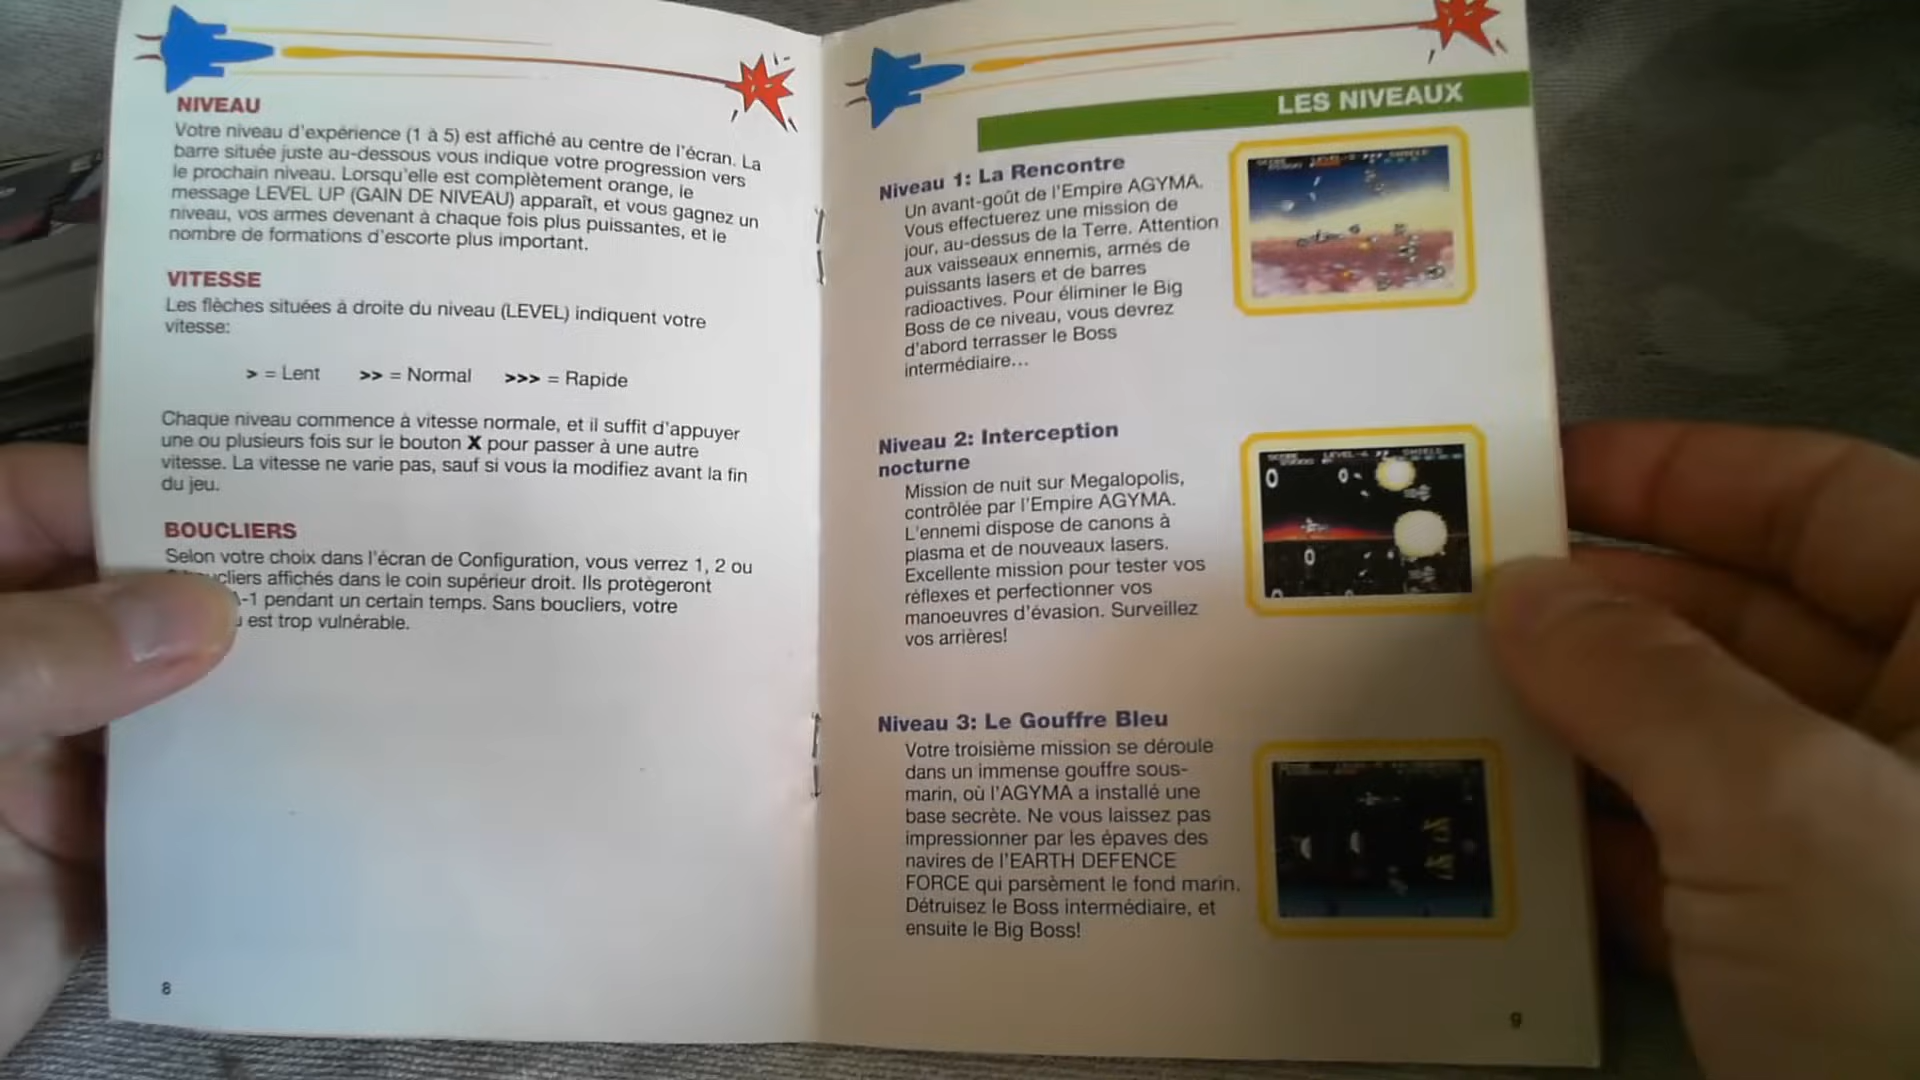 NIVEAU
Votre niveau d'expérience (1 à 5) est affiché au centre de l'écran. La
barre située juste au-dessous vous indique votre progression vers
le prochain niveau. Lorsqu'elle est complètement orange, le
message LEVEL UP (GAIN DE NIVEAU) apparaît, et vous gagnez un
niveau, vos armes devenant à chaque fois plus puissantes, et le
nombre de formations d'escorte plus important.
VITESSE
Les flèches situées à droite du niveau (LEVEL) indiquent votre
vitesse:
> = Lent >> = Normal >>> = Rapide
Chaque niveau commence à vitesse normale, et il suffit d'appuyer
une ou plusieurs fois sur le bouton X pour passer à une autre
vitesse. La vitesse ne varie pas, sauf si vous la modifiez avant la fin
du jeu.
BOUCLIERS
Selon votre choix dans l'écran de Configuration, vous verrez 1, 2 ou
affichés dans le coin supérieur droit. Ils protègeront
-1 pendant un certain temps. Sans boucliers, votre
est trop vulnérable.
8
LES NIVEAUX
Niveau 1: La Rencontre
Un avant-goût de l'Empire AGYMA.
Vous effectuerez une mission de
jour, au-dessus de la Terre. Attention
aux vaisseaux ennemis, armés de
puissants lasers et de barres
radioactives. Pour éliminer le Big
Boss de ce niveau, vous devrez
d'abord terrasser le Boss
intermédiaire...
Niveau 2: Interception
nocturne
Mission de nuit sur Megalopolis,
contrôlée par l'Empire AGYMA.
L'ennemi dispose de canons à
plasma et de nouveaux lasers.
Excellente mission pour tester vos
réflexes et perfectionner vos
manoeuvres d'évasion. Surveillez
vos arrières!
Niveau 3: Le Gouffre Bleu
Votre troisième mission se déroule
dans un immense gouffre sous-
marin, où l'AGYMA a installé une
base secrète. Ne vous laissez pas
impressionner par les épaves des
navires de l'EARTH DEFENCE
FORCE qui parsèment le fond marin.
Détruisez le Boss intermédiaire, et
ensuite le Big Boss!
9